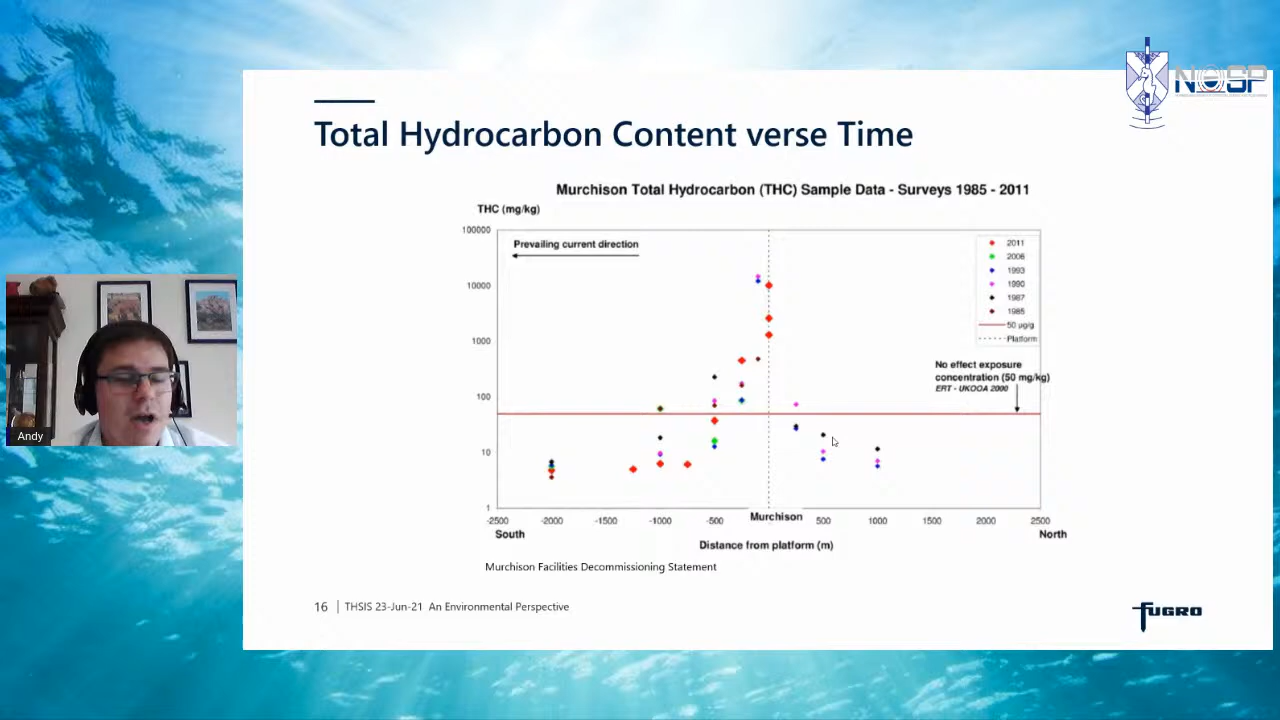 NOSP
Total Hydrocarbon Content verse Time
Murchison Total Hydrocarbon (THC) Sample Data - Surveys 1985 - 2011
THC (mg/kg)
100000
10000
1000
100
10
1
Prevailing current direction
2011
2006
1993
1990
1987
1985
50 µg/g
Platform
No effect exposure
concentration (50 mg/kg)
ERT - UKOOA 2000
-2500
-2000
-1500
-1000
-500
Murchison
500
1000
1500
2000
2500
South
North
Distance from platform (m)
Murchison Facilities Decommissioning Statement
16 | THSIS 23-Jun-21 An Environmental Perspective
FUGRO
Andy